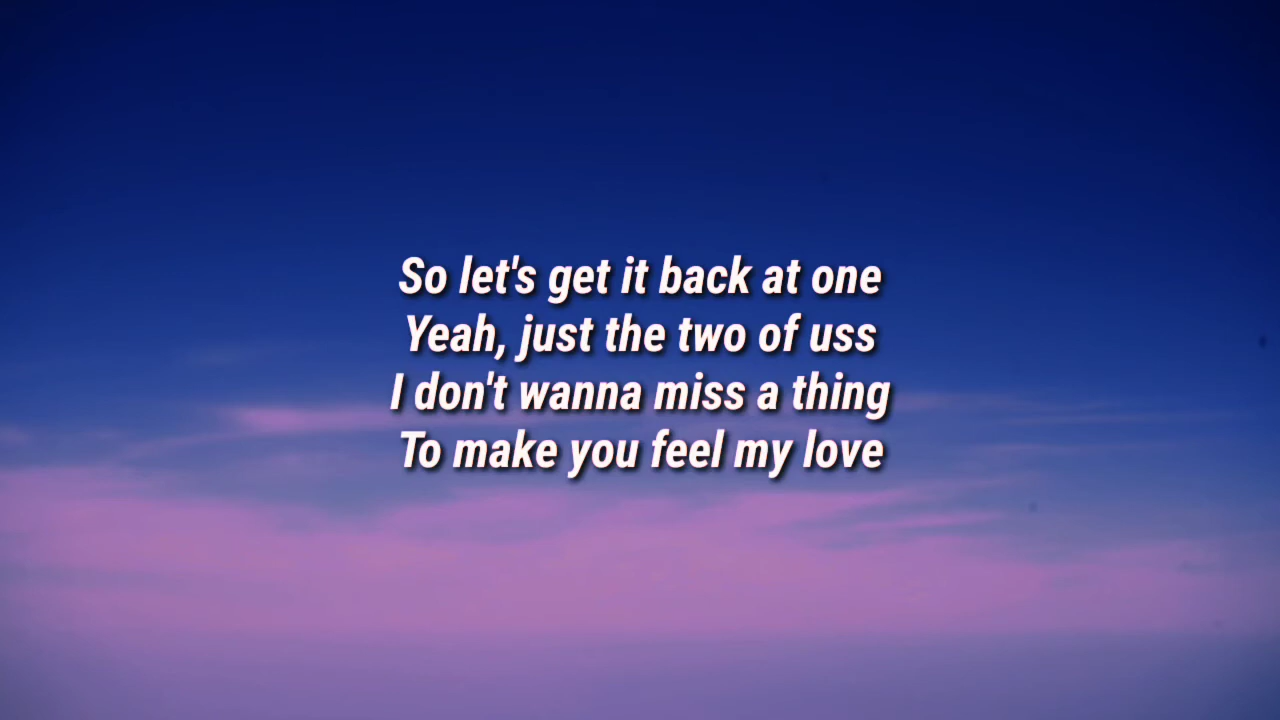 So let's get it back at one
Yeah, just the two of uss
I don't wanna miss a thing
To make you feel my love